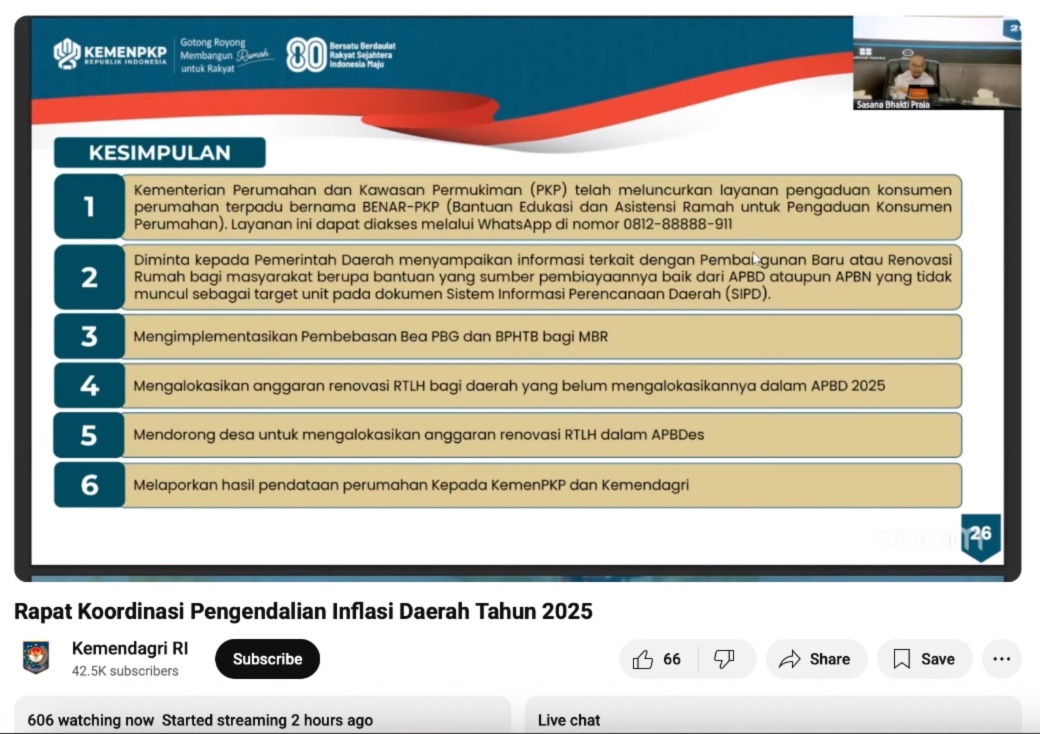 KEMENPKP
REPUBLIK INDONESIA
Gotong Royong
Membangun Rumah
untuk Rakyat
80
Bersatu Berdaulat
Rakyat Sejahtera
Indonesia Maju
Sasana Bhakti Praja
KESIMPULAN
1
Kementerian Perumahan dan Kawasan Permukiman (PKP) telah meluncurkan layanan pengaduan konsumen
perumahan terpadu bernama BENAR-PKP (Bantuan Edukasi dan Asistensi Ramah untuk Pengaduan Konsumen
Perumahan). Layanan ini dapat diakses melalui WhatsApp di nomor 0812-88888-911
2
Diminta kepada Pemerintah Daerah menyampaikan informasi terkait dengan Pembangunan Baru atau Renovasi
Rumah bagi masyarakat berupa bantuan yang sumber pembiayaannya baik dari APBD ataupun APBN yang tidak
muncul sebagai target unit pada dokumen Sistem Informasi Perencanaan Daerah (SIPD).
3
Mengimplementasikan Pembebasan Bea PBG dan BPHTB bagi MBR
4
Mengalokasikan anggaran renovasi RTLH bagi daerah yang belum mengalokasikannya dalam APBD 2025
5
Mendorong desa untuk mengalokasikan anggaran renovasi RTLH dalam APBDes
6
Melaporkan hasil pendataan perumahan Kepada KemenPKP dan Kemendagri
zoom
26
Rapat Koordinasi Pengendalian Inflasi Daerah Tahun 2025
Kemendagri RI
42.5K subscribers
Subscribe
66
Share
Save
606 watching now Started streaming 2 hours ago
Live chat